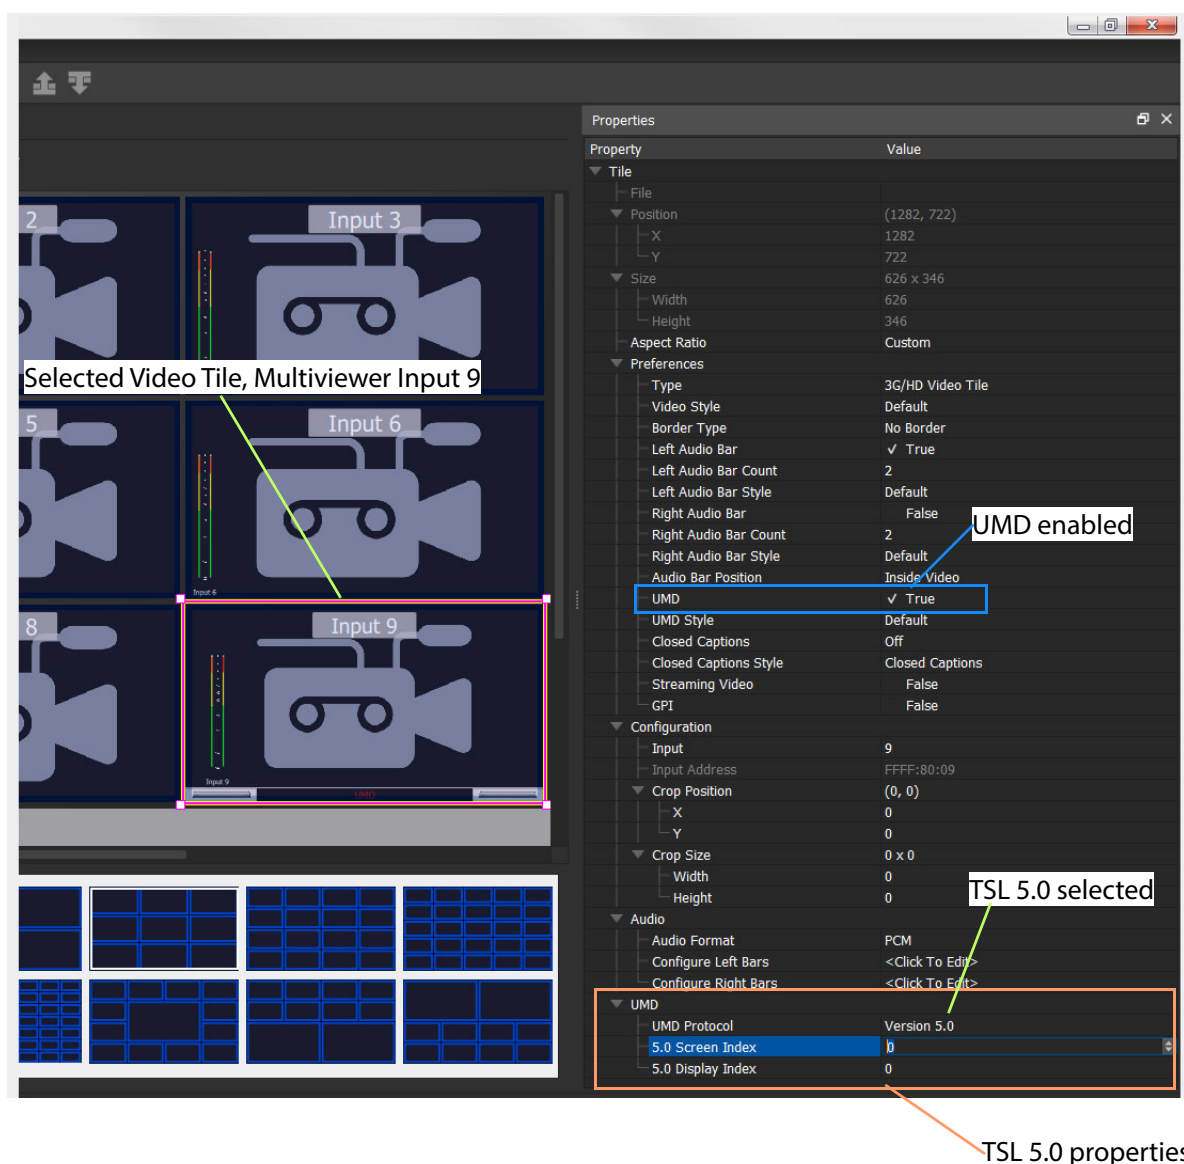 Properties
Property Value
Tile
File
Position (1282, 722)
X 1282
Y 722
Size 626 x 346
Width 626
Height 346
Aspect Ratio Custom
Preferences
Type 3G/HD Video Tile
Video Style Default
Border Type No Border
Left Audio Bar ✓ True
Left Audio Bar Count 2
Left Audio Bar Style Default
Right Audio Bar False
Right Audio Bar Count 2
Right Audio Bar Style Default
Audio Bar Position Inside Video
UMD ✓ True
UMD Style Default
Closed Captions Off
Closed Captions Style Closed Captions
Streaming Video False
GPI False
Configuration
Input 9
Input Address FFFF:80:09
Crop Position (0, 0)
X 0
Y 0
Crop Size 0 x 0
Width 0
Height 0
Audio
Audio Format PCM
Configure Left Bars <Click To Edit>
Configure Right Bars <Click To Edit>
UMD
UMD Protocol Version 5.0
5.0 Screen Index 0
5.0 Display Index 0
2
Input 3
Selected Video Tile, Multiviewer Input 9
5
Input 6
Input 6
8
Input 9
Input 9
UMD
UMD enabled
TSL 5.0 selected
TSL 5.0 properties